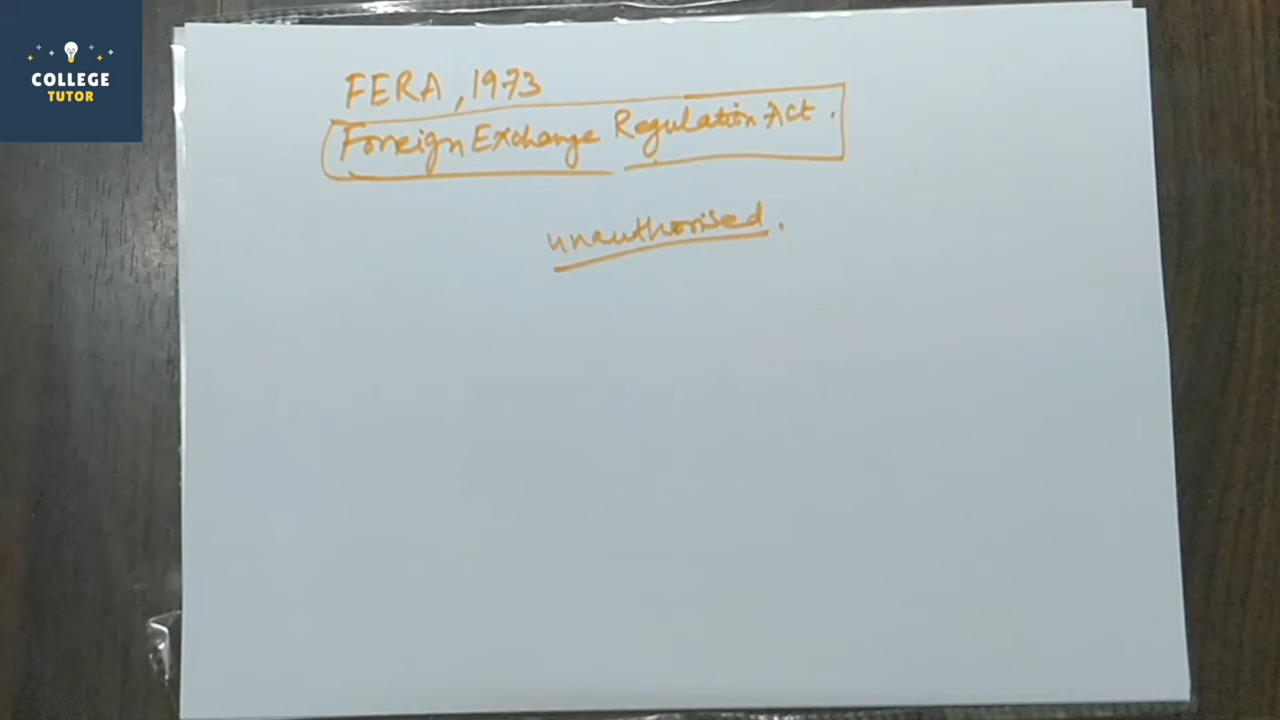 COLLEGE
TUTOR
FERA, 1973
Foreign Exchange Regulation Act.
unauthorised.